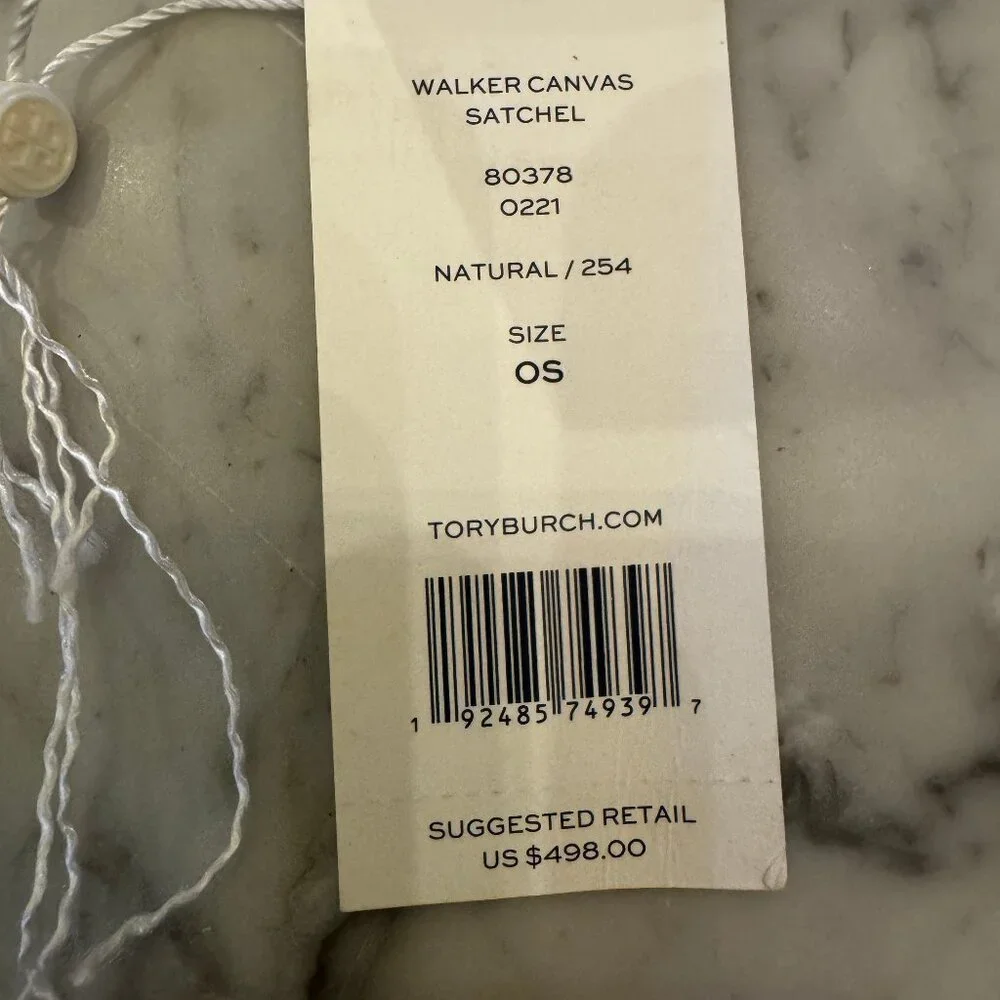 WALKER CANVAS
SATCHEL
80378
0221
NATURAL / 254
SIZE
OS
TORYBURCH.COM
1 92485 74939 7
SUGGESTED RETAIL
US $498.00